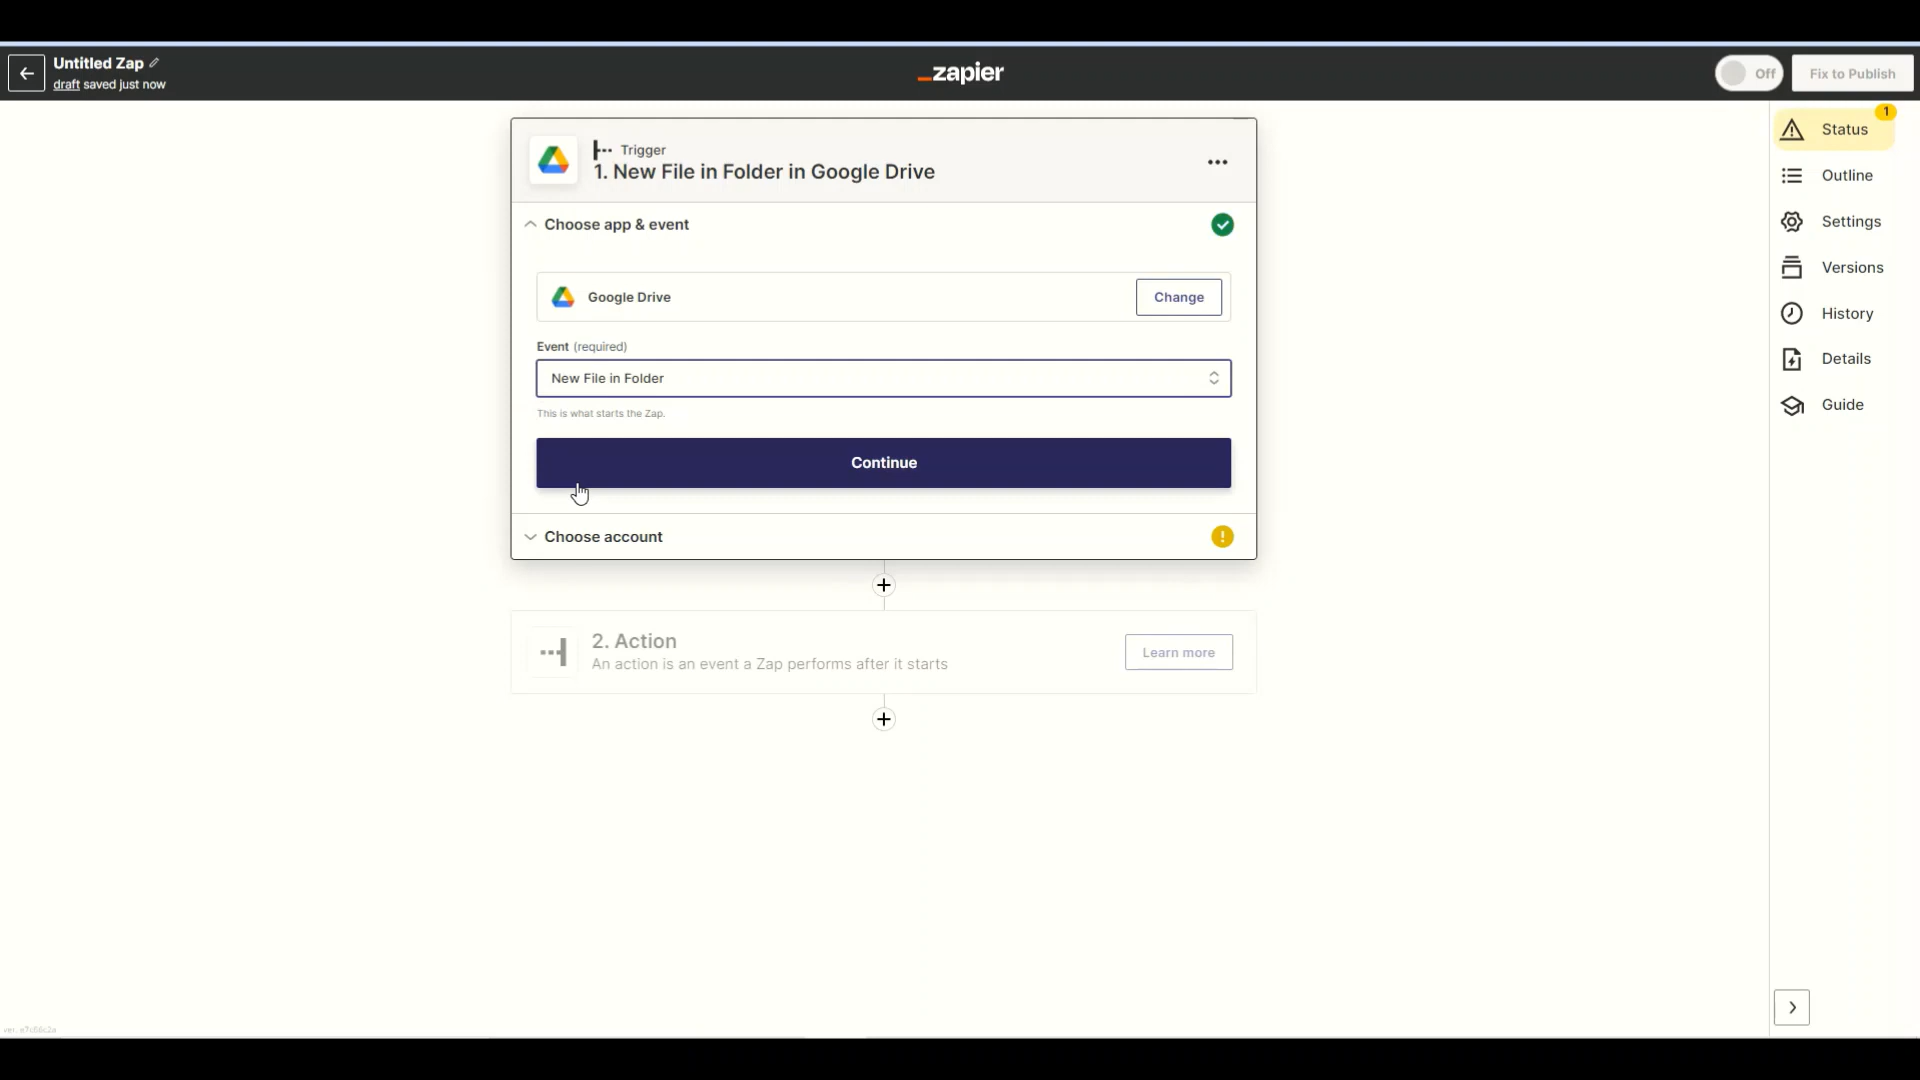 Untitled Zap
draft saved just now
zapier
Off
Fix to Publish
1
Status
Outline
Settings
Versions
History
Details
Guide
Trigger
1. New File in Folder in Google Drive
Choose app & event
Google Drive
Change
Event (required)
New File in Folder
This is what starts the Zap.
Continue
Choose account
2. Action
An action is an event a Zap performs after it starts
Learn more